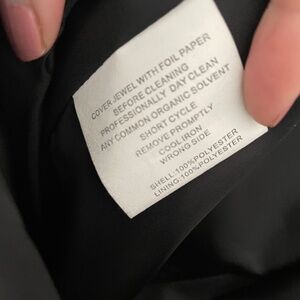 COVER JEWEL WITH FOIL PAPER
BEFORE CLEANING
PROFESSIONALLY DAY CLEAN
ANY COMMON ORGANIC SOLVENT
SHORT CYCLE
REMOVE PROMPTLY
COOL IRON
WRONG SIDE
SHELL:100%POLYESTER
LINING:100%POLYESTER